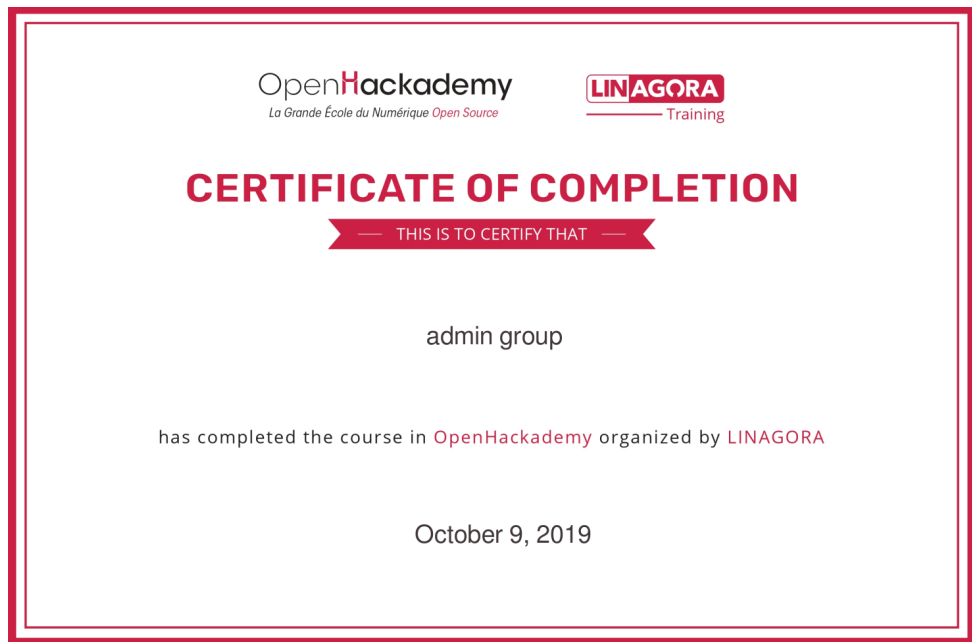 OpenHackademy
La Grande École du Numérique Open Source
LINAGORA
Training
CERTIFICATE OF COMPLETION
THIS IS TO CERTIFY THAT
admin group
has completed the course in OpenHackademy organized by LINAGORA
October 9, 2019